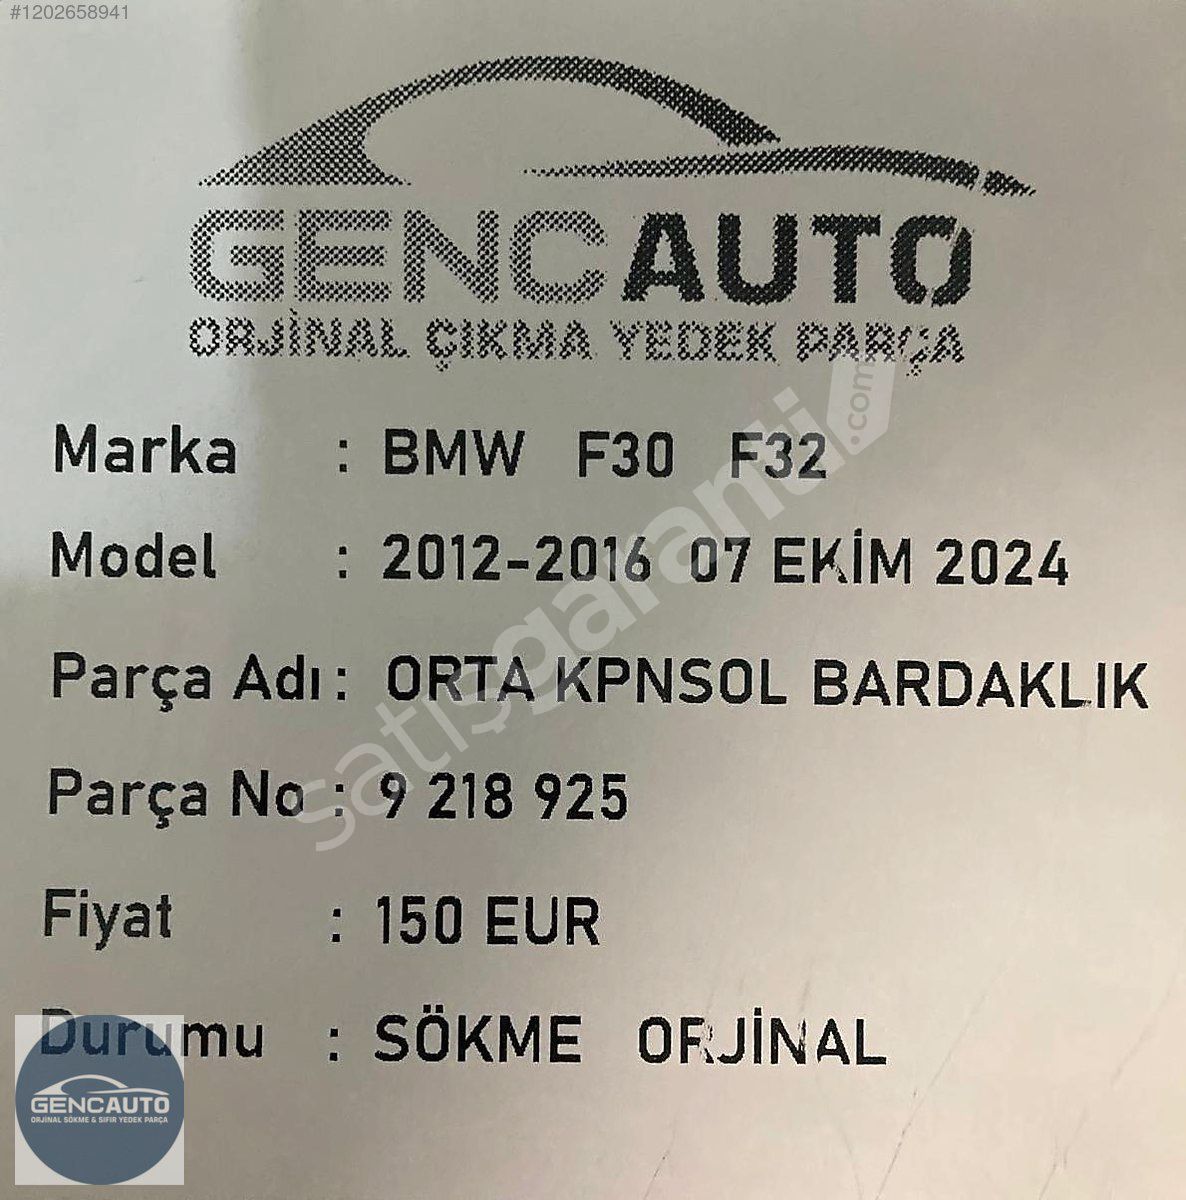 #1202658941
GENCAUTO
ORJİNAL ÇIKMA YEDEK PARÇA
Marka : BMW F30 F32
Model : 2012-2016 07 EKİM 2024
Parça Adı : ORTA KPNSOL BARDAKLIK
Parça No : 9 218 925
Fiyat : 150 EUR
Durumu : SÖKME ORJİNAL
satışgaranti.com
GENCAUTO
ORJİNAL SÖKME & SIFIR YEDEK PARÇA